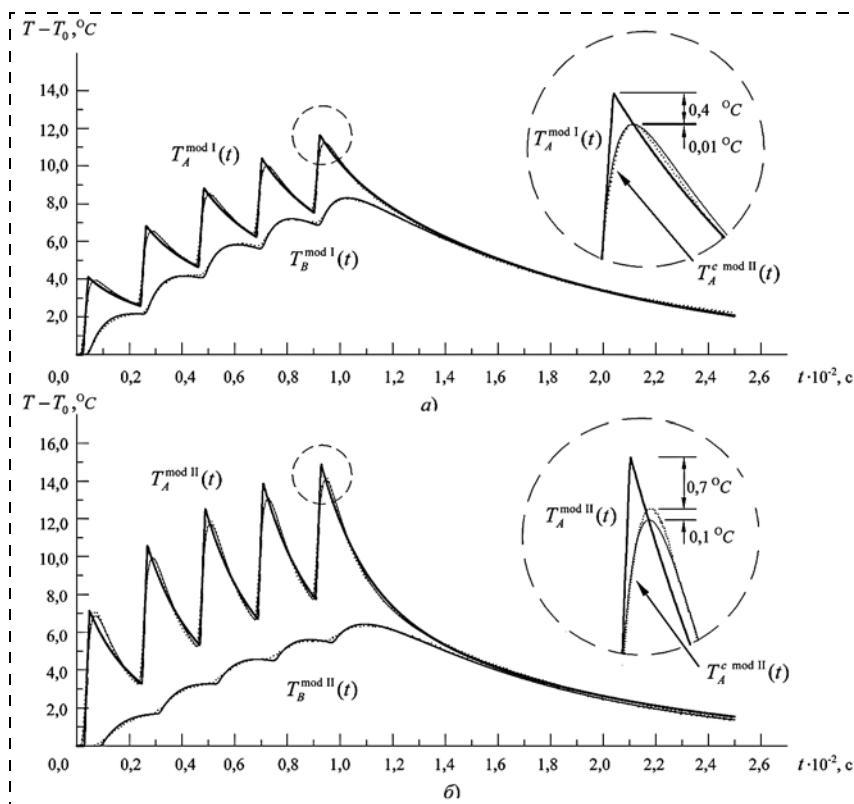 T – T₀, °C
14,0
12,0
10,0
8,0
6,0
4,0
2,0
0,0
T_A^{mod I}(t)
T_B^{mod I}(t)
T_A^{mod I}(t)
0,4 °C
0,01 °C
T_A^{c mod II}(t)
0,2 0,4 0,6 0,8 1,0 1,2 1,4 1,6 1,8 2,0 2,2 2,4 2,6 t·10⁻², с
а)
T – T₀, °C
16,0
14,0
12,0
10,0
8,0
6,0
4,0
2,0
0,0
T_A^{mod II}(t)
T_B^{mod II}(t)
T_A^{mod II}(t)
0,7 °C
0,1 °C
T_A^{c mod II}(t)
0,2 0,4 0,6 0,8 1,0 1,2 1,4 1,6 1,8 2,0 2,2 2,4 2,6 t·10⁻², с
б)